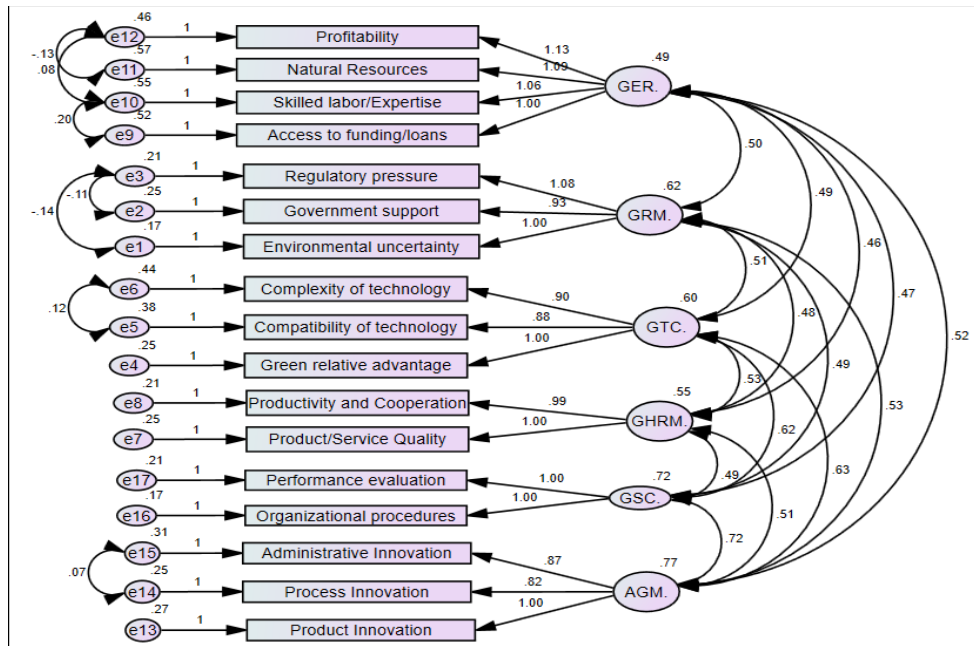 .46
e12 1 Profitability
-.13
.08
.57
e11 1 Natural Resources
.55
e10 1 Skilled labor/Expertise
.52
.20
e9 1 Access to funding/loans
1.13
1.09
1.06
1.00
.49
GER.
.21
e3 1 Regulatory pressure
-.11
.25
e2 1 Government support
-.14
.17
e1 1 Environmental uncertainty
1.08
.93
1.00
.62
GRM.
.44
e6 1 Complexity of technology
.12
.38
e5 1 Compatibility of technology
.25
e4 1 Green relative advantage
.90
.88
1.00
.60
GTC.
.21
e8 1 Productivity and Cooperation
.25
e7 1 Product/Service Quality
.99
1.00
.55
GHRM.
.21
e17 1 Performance evaluation
.17
e16 1 Organizational procedures
1.00
1.00
.72
GSC.
.31
e15 1 Administrative Innovation
.07
.25
e14 1 Process Innovation
.27
e13 1 Product Innovation
.87
.82
1.00
.77
AGM.
.50
.49
.46
.47
.52
.51
.48
.49
.53
.53
.62
.63
.49
.51
.72